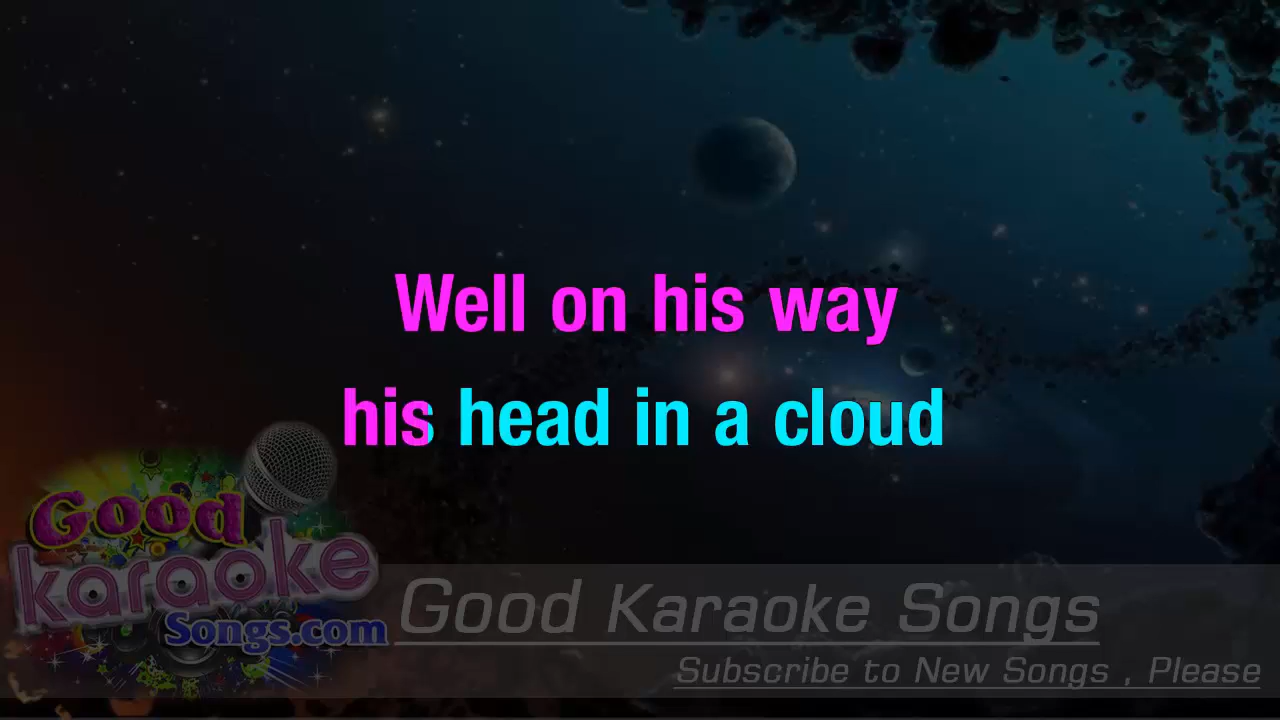 Well on his way
his head in a cloud
Good
karaoke
Songs.com
Good Karaoke Songs
Subscribe to New Songs , Please